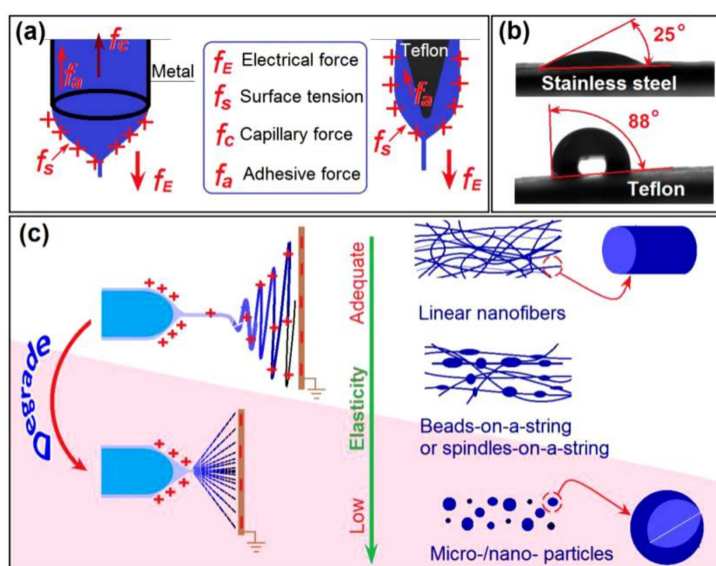 (a)
fc
fa
Metal
fs
fE
fE Electrical force
fs Surface tension
fc Capillary force
fa Adhesive force
Teflon
fa
fs
fE
(b)
25°
Stainless steel
88°
Teflon
(c)
Degrade
Adequate
Elasticity
Low
Linear nanofibers
Beads-on-a-string
or spindles-on-a-string
Micro-/nano- particles